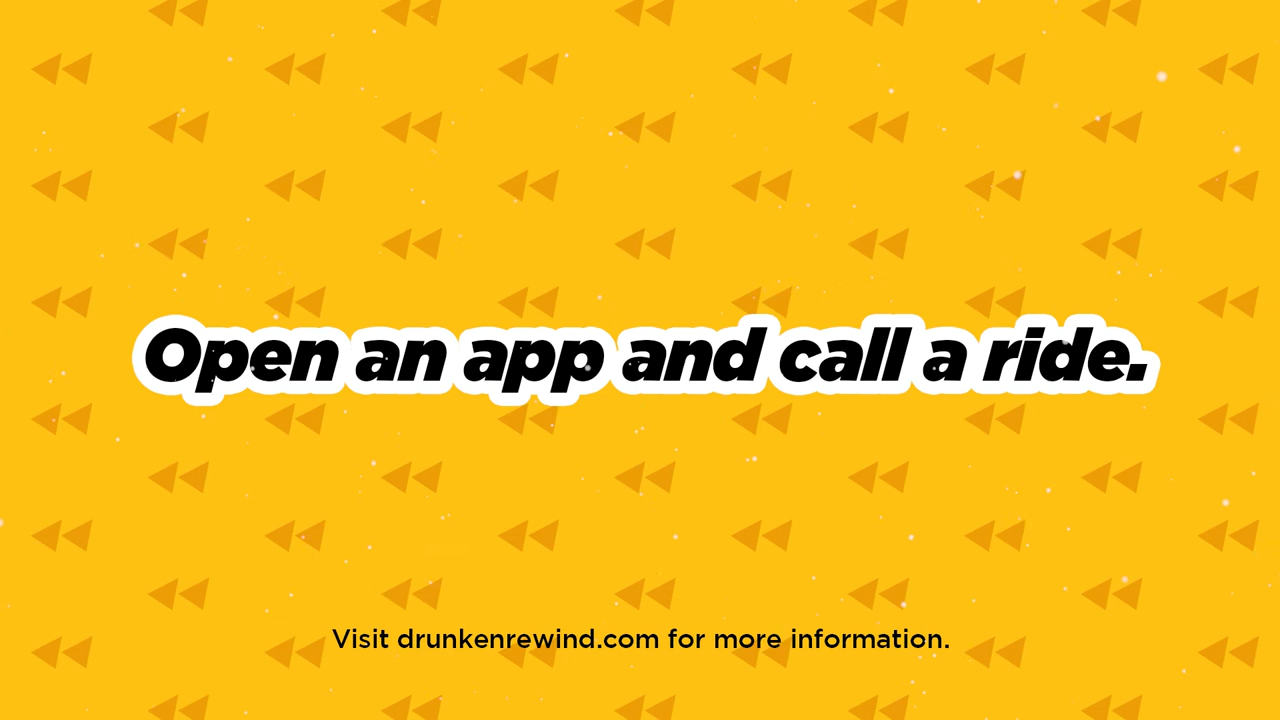 Open an app and call a ride.
Visit drunkenrewind.com for more information.